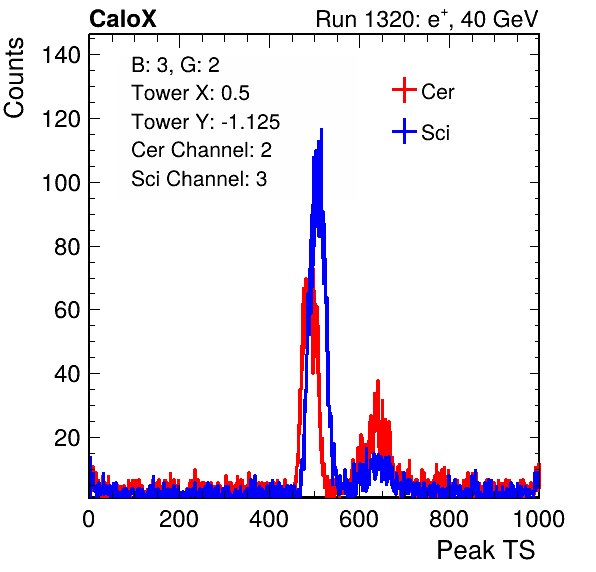 CaloX Run 1320: e⁺, 40 GeV
Counts
B: 3, G: 2
Tower X: 0.5
Tower Y: -1.125
Cer Channel: 2
Sci Channel: 3
Cer
Sci
140
120
100
80
60
40
20
0 200 400 600 800 1000
Peak TS